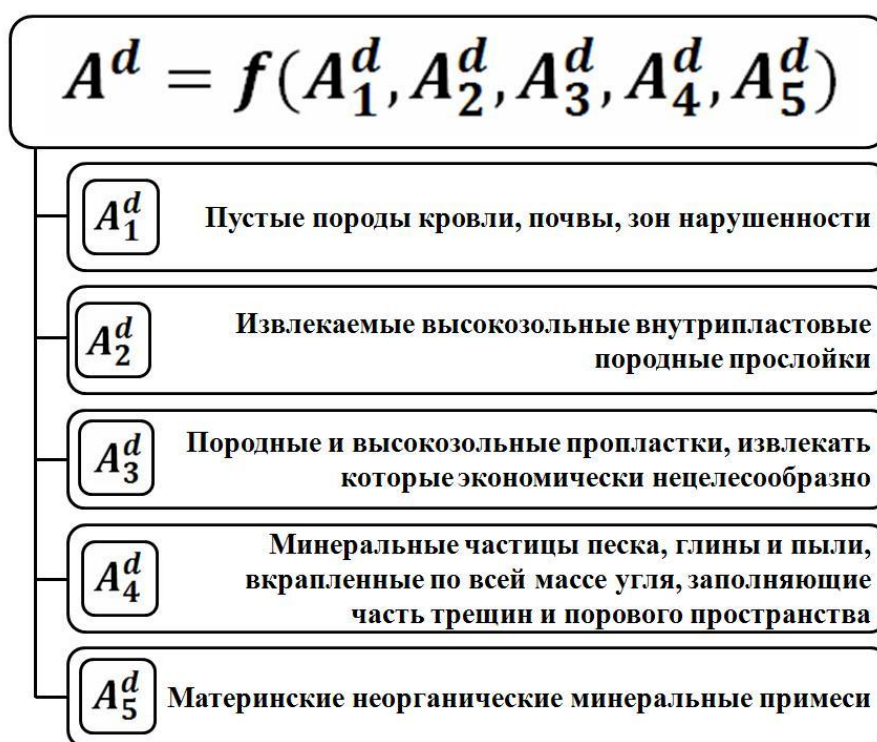 A^d = f(A_1^d, A_2^d, A_3^d, A_4^d, A_5^d)
A_1^d Пустые породы кровли, почвы, зон нарушенности
A_2^d Извлекаемые высокозольные внутрипластовые
породные прослойки
A_3^d Породные и высокозольные пропластки, извлекать
которые экономически нецелесообразно
A_4^d Минеральные частицы песка, глины и пыли,
вкрапленные по всей массе угля, заполняющие
часть трещин и порового пространства
A_5^d Материнские неорганические минеральные примеси